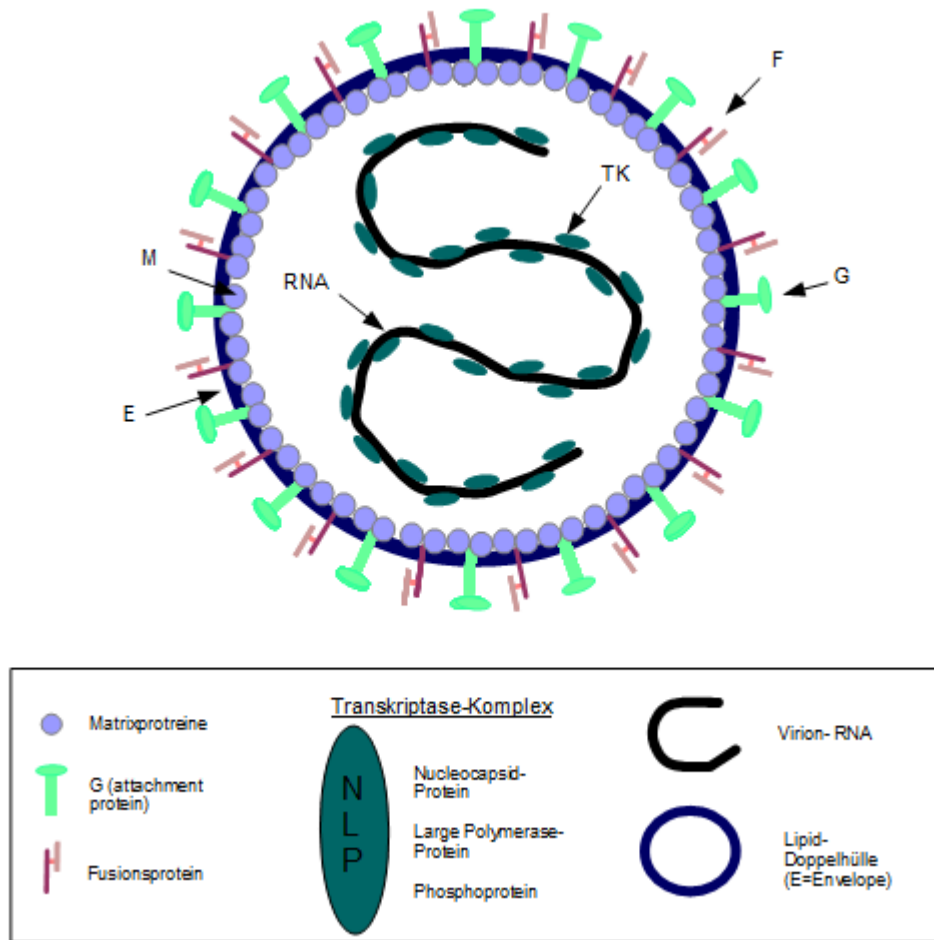 F
TK
M
RNA
G
E
Transkriptase-Komplex
Matrixprotreine
G (attachment
protein)
Fusionsprotein
N
L
P
Nucleocapsid-
Protein
Large Polymerase-
Protein
Phosphoprotein
Virion- RNA
Lipid-
Doppelhülle
(E=Envelope)